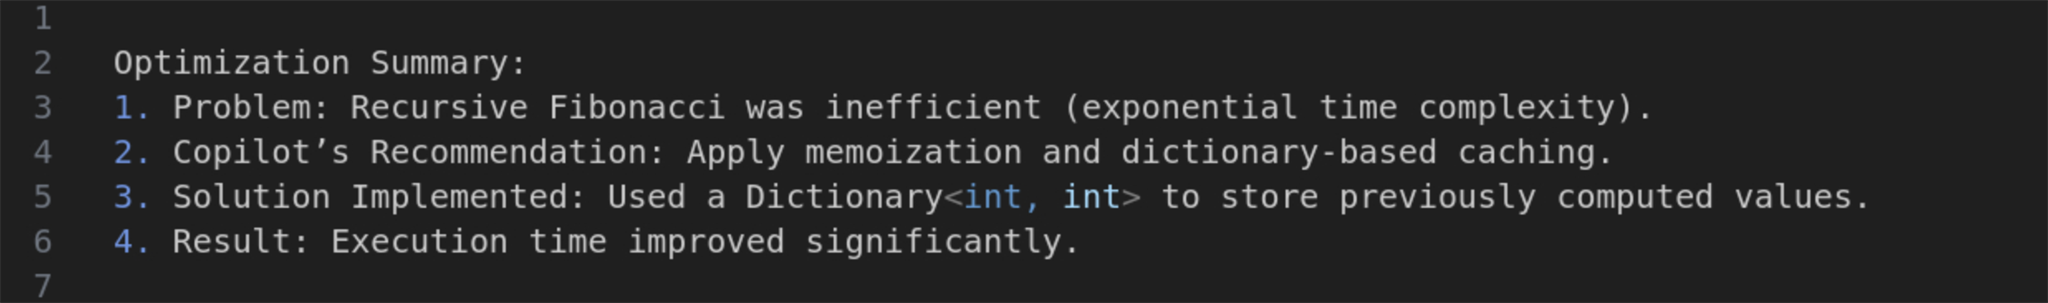 1
2 Optimization Summary:
3 1. Problem: Recursive Fibonacci was inefficient (exponential time complexity).
4 2. Copilot’s Recommendation: Apply memoization and dictionary-based caching.
5 3. Solution Implemented: Used a Dictionary<int, int> to store previously computed values.
6 4. Result: Execution time improved significantly.
7